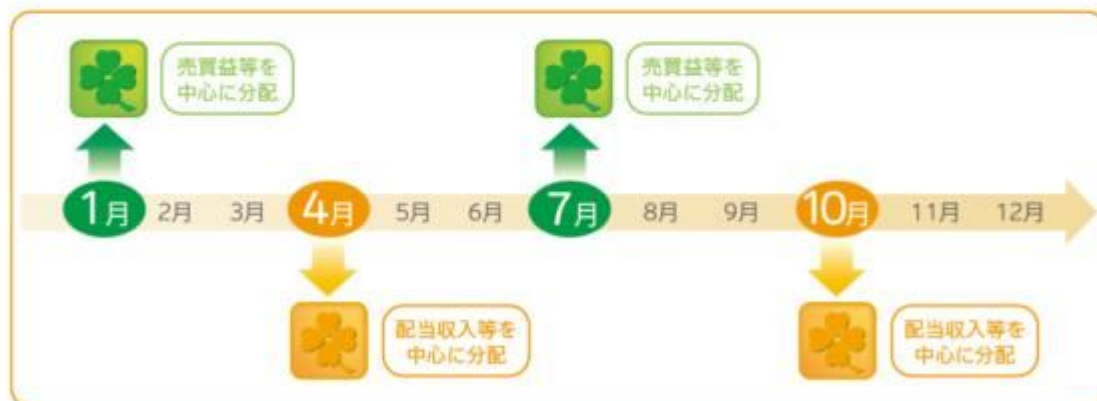 売買益等を
中心に分配
売買益等を
中心に分配
1月 2月 3月 4月 5月 6月 7月 8月 9月 10月 11月 12月
配当収入等を
中心に分配
配当収入等を
中心に分配